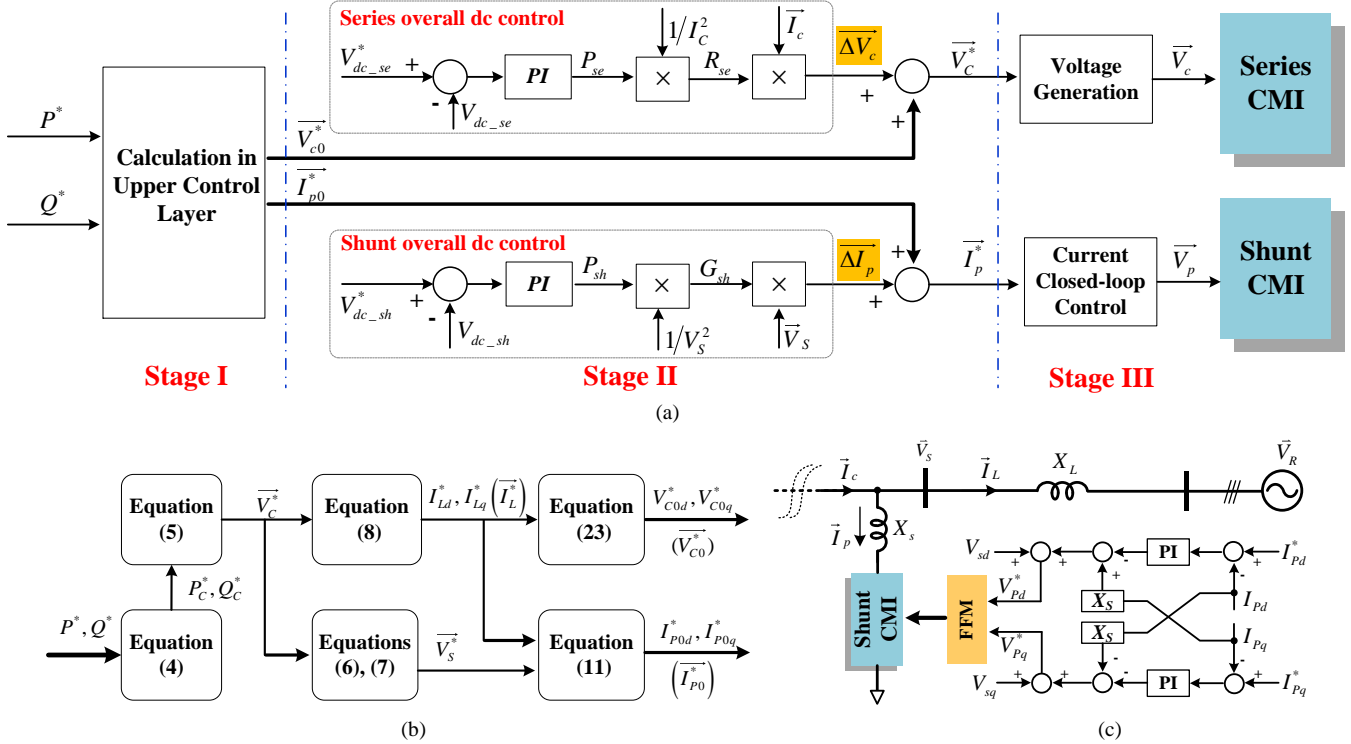 Series overall dc control
V*dc_se
+
-
Vdc_se
PI
Pse
1/I²C
×
Rse
Ic
×
ΔVc
+
+
V*C
Voltage
Generation
Vc
Series
CMI
P*
Q*
Calculation in
Upper Control
Layer
V*c0
I*p0
Shunt overall dc control
V*dc_sh
+
-
Vdc_sh
PI
Psh
×
1/V²S
Gsh
×
VS
ΔIp
+
+
I*p
Current
Closed-loop
Control
Vp
Shunt
CMI
Stage I
Stage II
Stage III
(a)
Equation
(5)
V*C
Equation
(8)
I*Ld, I*Lq (I*L)
Equation
(23)
V*C0d, V*C0q
(V*C0)
P*C, Q*C
P*, Q*
Equation
(4)
Equations
(6), (7)
V*S
Equation
(11)
I*P0d, I*P0q
(I*P0)
(b)
Ic
VS
IL
XL
VR
Ip
Xs
Shunt
CMI
FFM
V*Pd
V*Pq
Vsd
+
+
+
-
PI
+
-
I*Pd
XS
XS
IPd
IPq
Vsq
+
+
+
-
-
PI
-
+
I*Pq
(c)